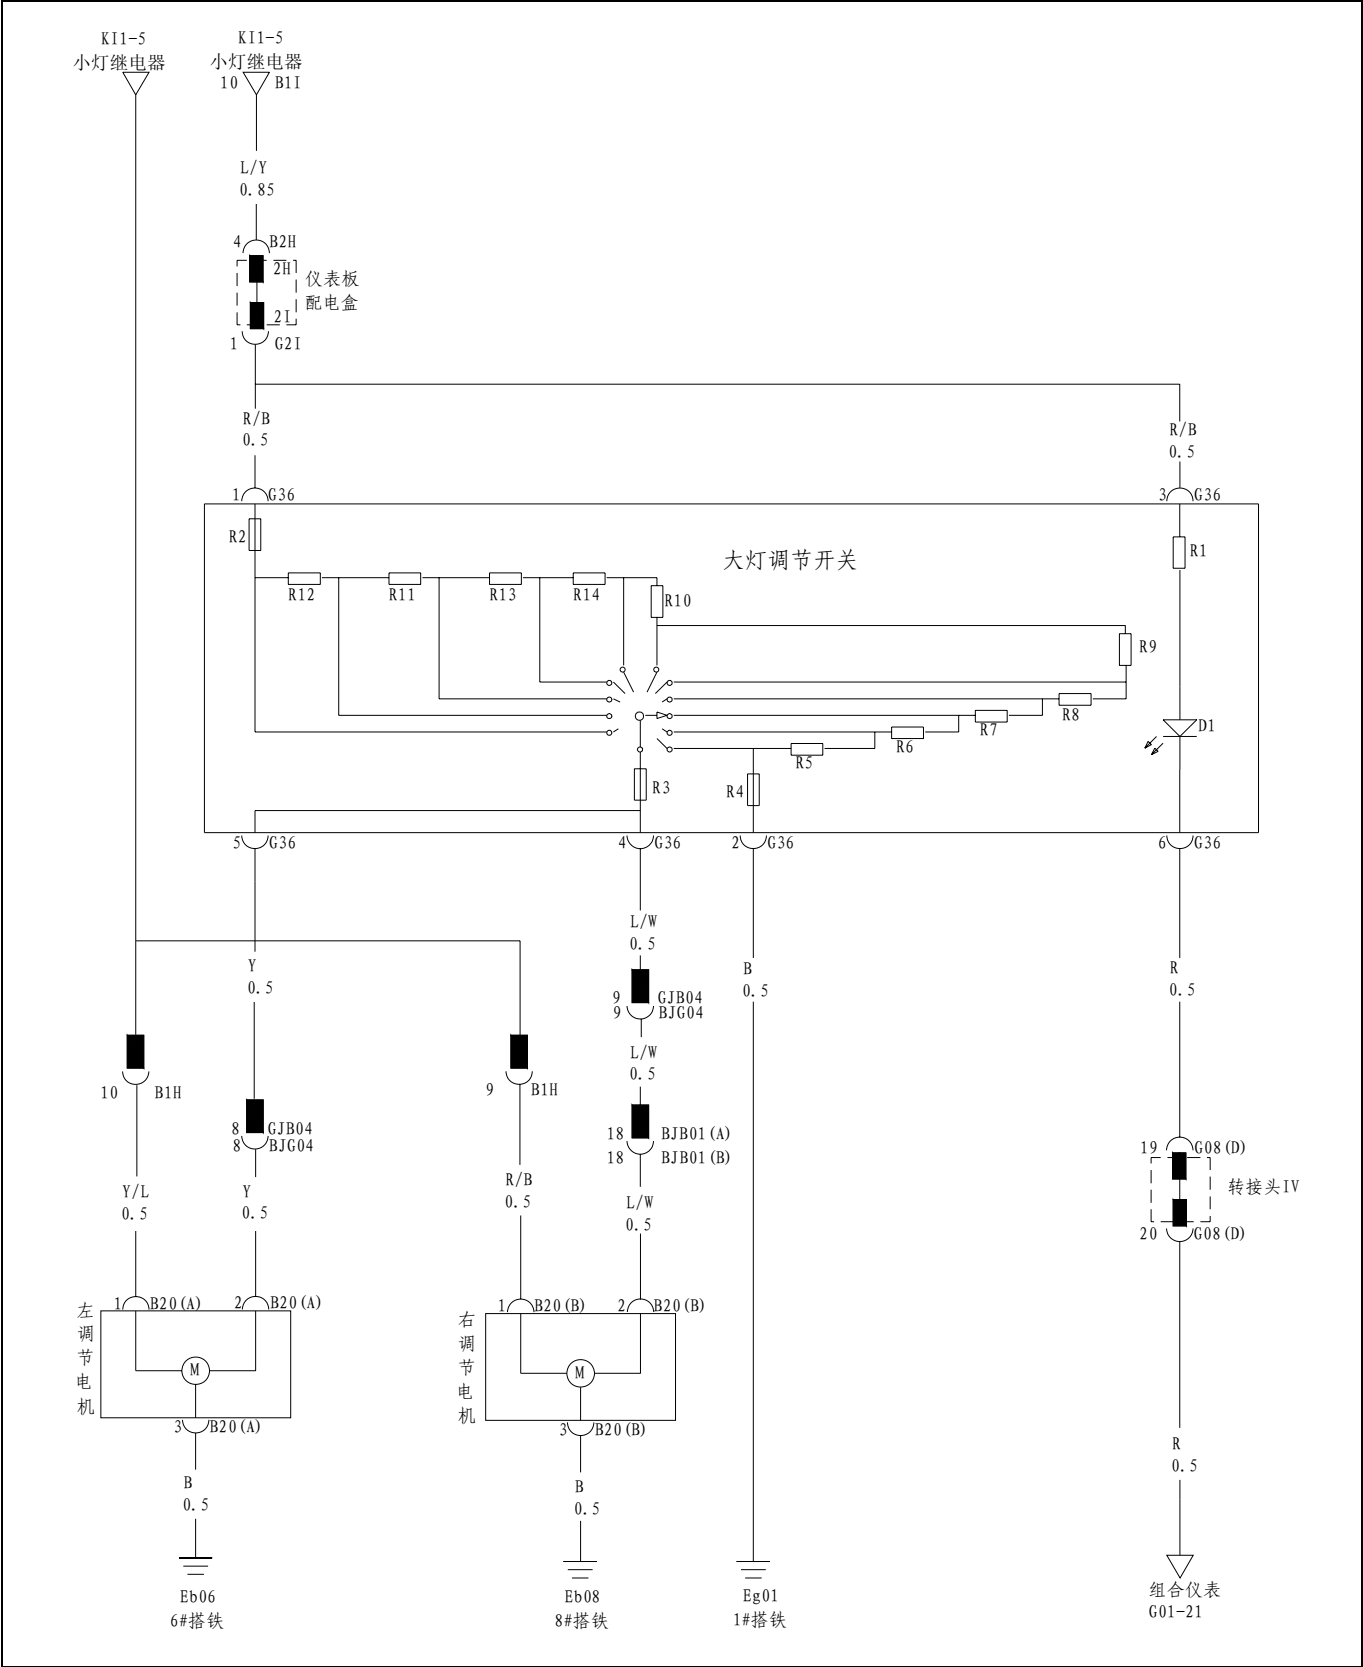 KI1-5
小灯继电器
KI1-5
小灯继电器
10 B1I
L/Y
0.85
4 B2H
2H
仪表板
配电盒
2I
1 G2I
R/B
0.5
R/B
0.5
1 G36
3 G36
R2
大灯调节开关
R1
R12 R11 R13 R14 R10
R9
R8
R7
R6
R5
D1
R3
R4
5 G36
4 G36
2 G36
6 G36
L/W
0.5
Y
0.5
B
0.5
R
0.5
9 GJB04
9 BJG04
L/W
0.5
10 B1H
9 B1H
8 GJB04
8 BJG04
18 BJB01(A)
18 BJB01(B)
19 G08(D)
转接头IV
20 G08(D)
Y/L
0.5
Y
0.5
R/B
0.5
L/W
0.5
1 B20(A)
2 B20(A)
1 B20(B)
2 B20(B)
左调节电机
M
右调节电机
M
3 B20(A)
3 B20(B)
B
0.5
B
0.5
R
0.5
Eb06
6#搭铁
Eb08
8#搭铁
Eg01
1#搭铁
组合仪表
G01-21